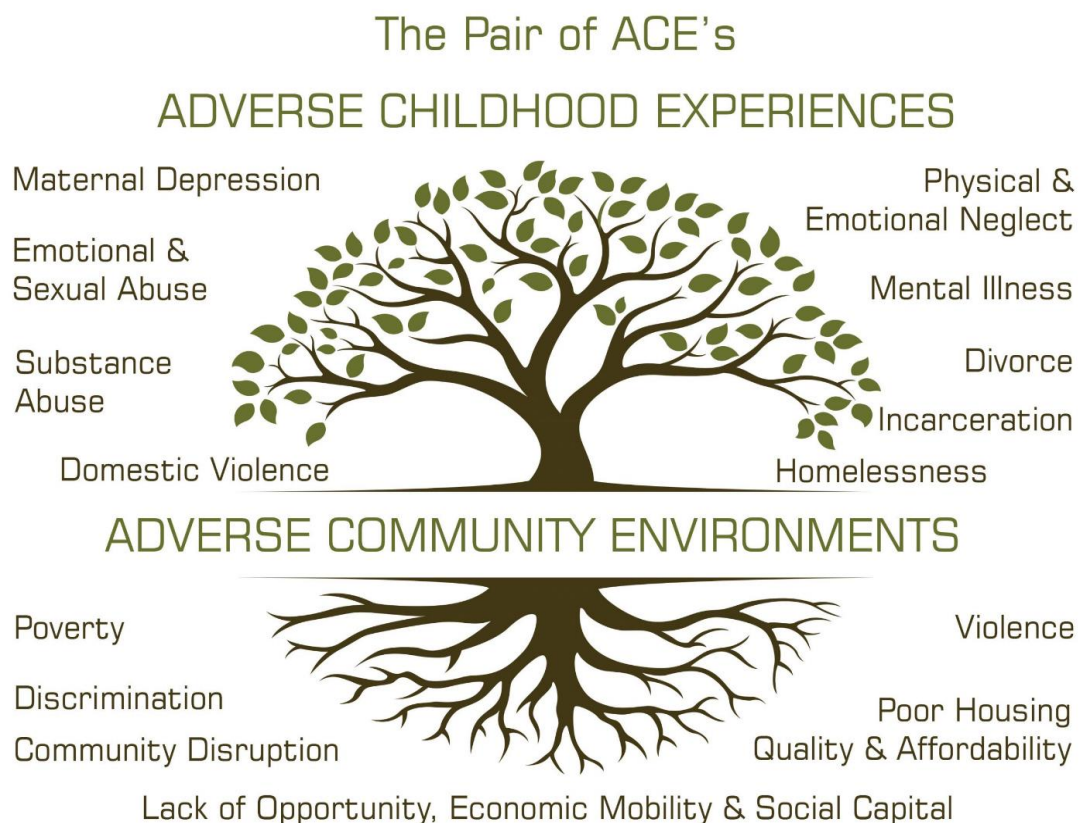 The Pair of ACE's
ADVERSE CHILDHOOD EXPERIENCES
Maternal Depression
Emotional &
Sexual Abuse
Substance
Abuse
Domestic Violence
Physical &
Emotional Neglect
Mental Illness
Divorce
Incarceration
Homelessness
ADVERSE COMMUNITY ENVIRONMENTS
Poverty
Discrimination
Community Disruption
Violence
Poor Housing
Quality & Affordability
Lack of Opportunity, Economic Mobility & Social Capital